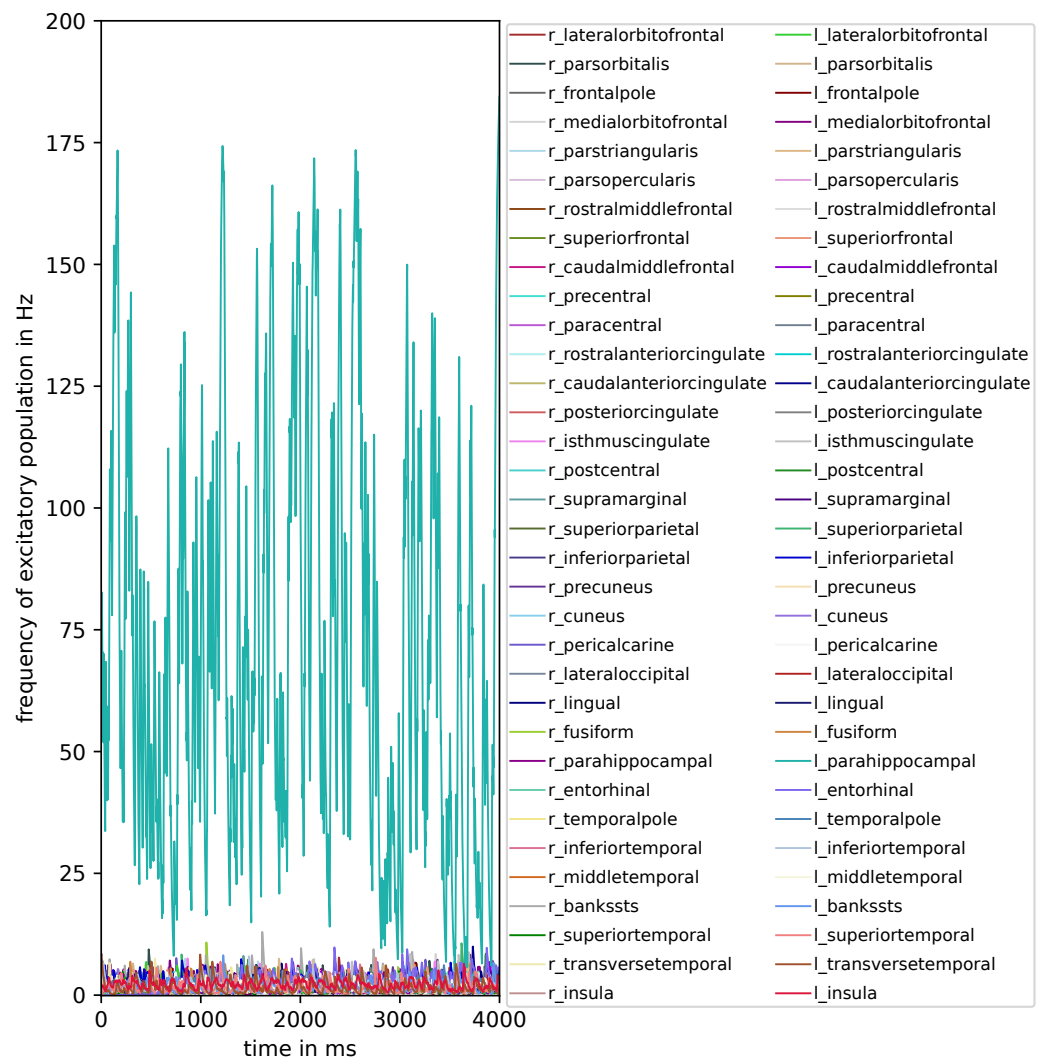 200
175
150
125
100
75
50
25
0
frequency of excitatory population in Hz
0 1000 2000 3000 4000
time in ms
r_lateralorbitofrontal l_lateralorbitofrontal
r_parsorbitalis l_parsorbitalis
r_frontalpole l_frontalpole
r_medialorbitofrontal l_medialorbitofrontal
r_parstriangularis l_parstriangularis
r_parsopercularis l_parsopercularis
r_rostralmiddlefrontal l_rostralmiddlefrontal
r_superiorfrontal l_superiorfrontal
r_caudalmiddlefrontal l_caudalmiddlefrontal
r_precentral l_precentral
r_paracentral l_paracentral
r_rostralanteriorcingulate l_rostralanteriorcingulate
r_caudalanteriorcingulate l_caudalanteriorcingulate
r_posteriorcingulate l_posteriorcingulate
r_isthmuscingulate l_isthmuscingulate
r_postcentral l_postcentral
r_supramarginal l_supramarginal
r_superiorparietal l_superiorparietal
r_inferiorparietal l_inferiorparietal
r_precuneus l_precuneus
r_cuneus l_cuneus
r_pericalcarine l_pericalcarine
r_lateraloccipital l_lateraloccipital
r_lingual l_lingual
r_fusiform l_fusiform
r_parahippocampal l_parahippocampal
r_entorhinal l_entorhinal
r_temporalpole l_temporalpole
r_inferiortemporal l_inferiortemporal
r_middletemporal l_middletemporal
r_bankssts l_bankssts
r_superiortemporal l_superiortemporal
r_transversetemporal l_transversetemporal
r_insula l_insula